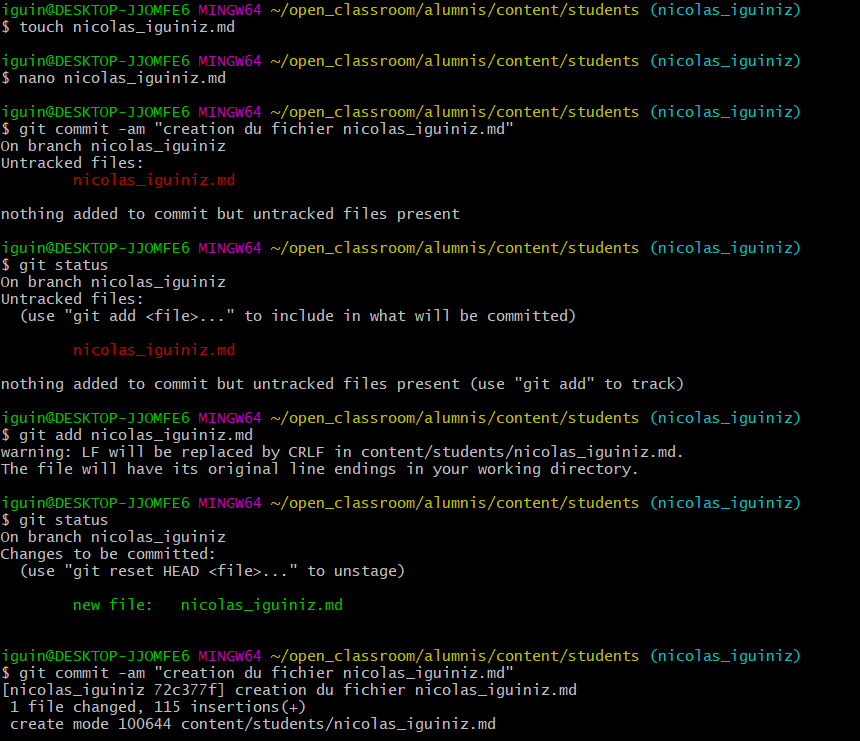 iguin@DESKTOP-JJOMFE6 MINGW64 ~/open_classroom/alumnis/content/students (nicolas_iguiniz)
$ touch nicolas_iguiniz.md
iguin@DESKTOP-JJOMFE6 MINGW64 ~/open_classroom/alumnis/content/students (nicolas_iguiniz)
$ nano nicolas_iguiniz.md
iguin@DESKTOP-JJOMFE6 MINGW64 ~/open_classroom/alumnis/content/students (nicolas_iguiniz)
$ git commit -am "creation du fichier nicolas_iguiniz.md"
On branch nicolas_iguiniz
Untracked files:
nicolas_iguiniz.md
nothing added to commit but untracked files present
iguin@DESKTOP-JJOMFE6 MINGW64 ~/open_classroom/alumnis/content/students (nicolas_iguiniz)
$ git status
On branch nicolas_iguiniz
Untracked files:
(use "git add <file>..." to include in what will be committed)
nicolas_iguiniz.md
nothing added to commit but untracked files present (use "git add" to track)
iguin@DESKTOP-JJOMFE6 MINGW64 ~/open_classroom/alumnis/content/students (nicolas_iguiniz)
$ git add nicolas_iguiniz.md
warning: LF will be replaced by CRLF in content/students/nicolas_iguiniz.md.
The file will have its original line endings in your working directory.
iguin@DESKTOP-JJOMFE6 MINGW64 ~/open_classroom/alumnis/content/students (nicolas_iguiniz)
$ git status
On branch nicolas_iguiniz
Changes to be committed:
(use "git reset HEAD <file>..." to unstage)
new file:   nicolas_iguiniz.md
iguin@DESKTOP-JJOMFE6 MINGW64 ~/open_classroom/alumnis/content/students (nicolas_iguiniz)
$ git commit -am "creation du fichier nicolas_iguiniz.md"
[nicolas_iguiniz 72c377f] creation du fichier nicolas_iguiniz.md
1 file changed, 115 insertions(+)
create mode 100644 content/students/nicolas_iguiniz.md